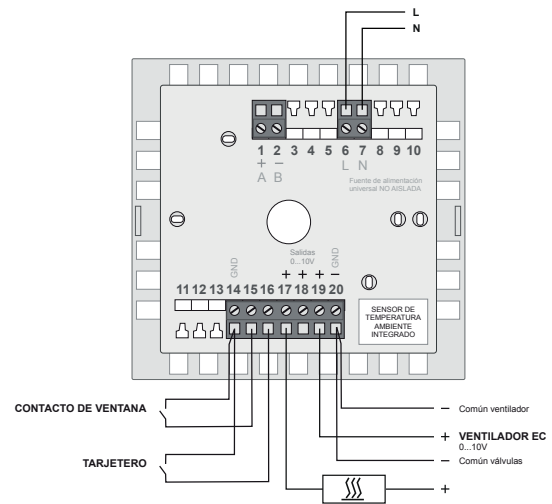 L
N
1 2 3 4 5 6 7 8 9 10
+ − L N
A B
Fuente de alimentación
universal NO AISLADA
Salidas
0...10V
GND + + + − GND
11 12 13 14 15 16 17 18 19 20
SENSOR DE
TEMPERATURA
AMBIENTE
INTEGRADO
CONTACTO DE VENTANA
− Común ventilador
+ VENTILADOR EC
0...10V
− Común válvulas
TARJETERO
+